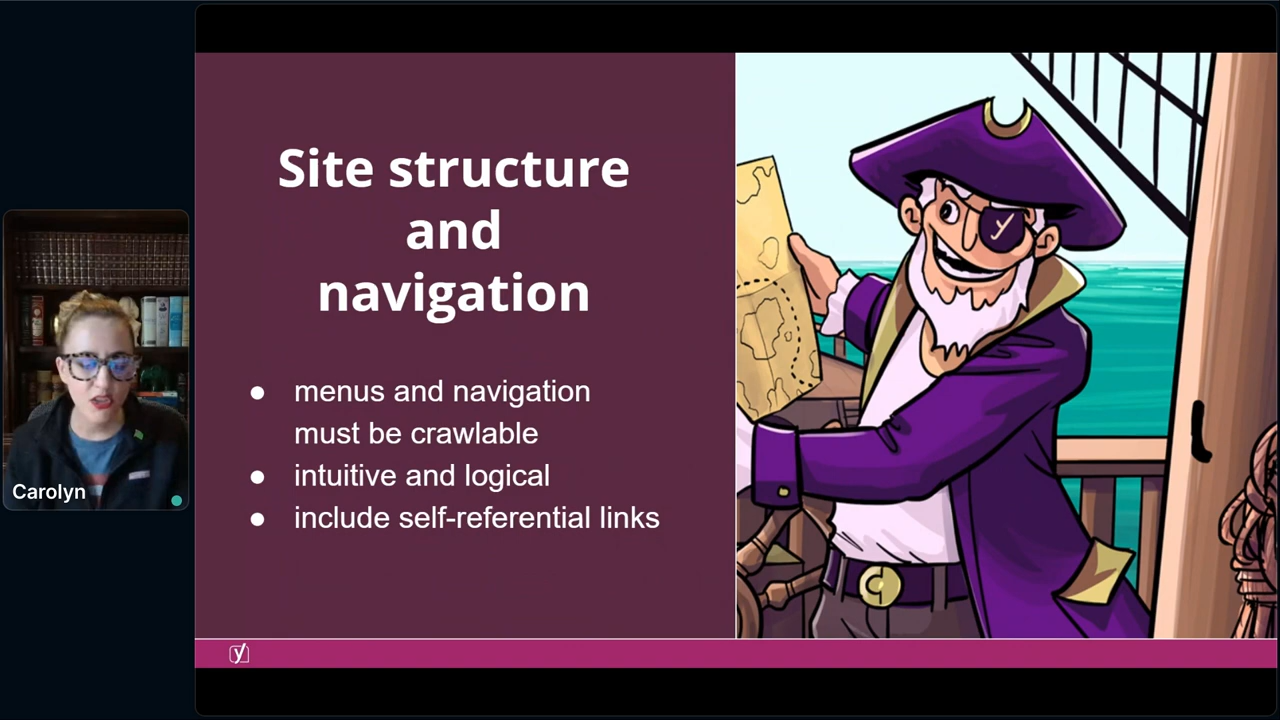 Site structure
and
navigation
● menus and navigation
must be crawlable
● intuitive and logical
● include self-referential links
Carolyn
y